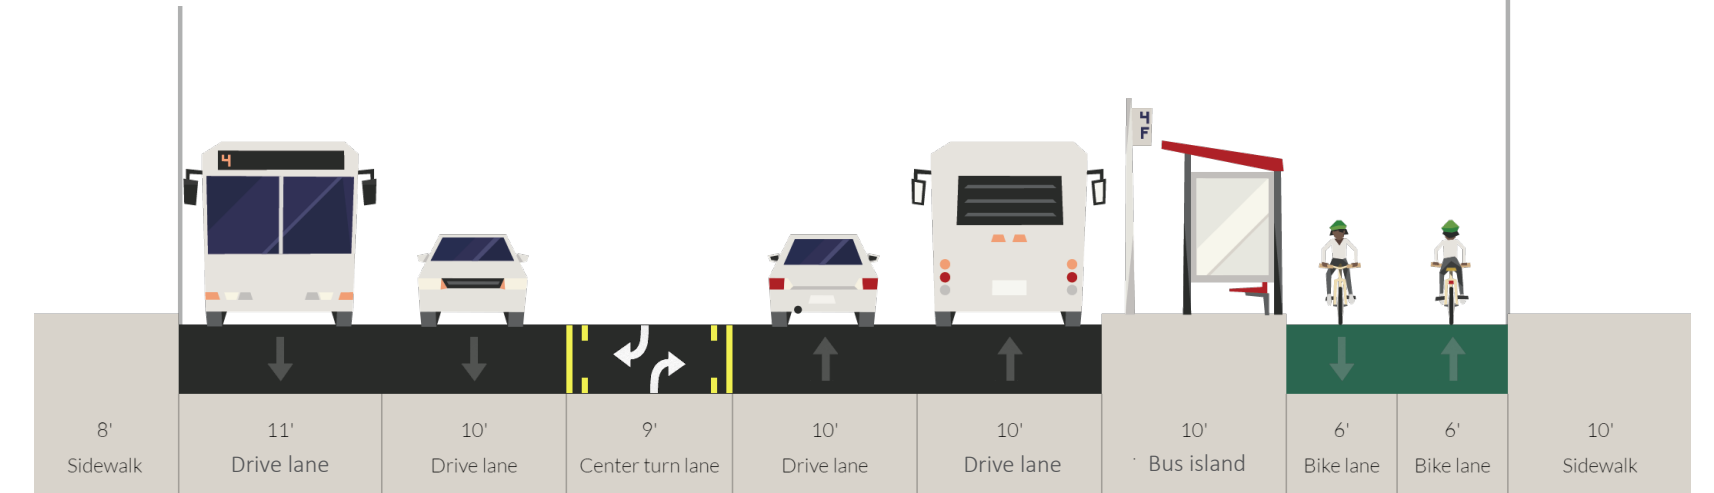 4
4
F
8' 11' 10' 9' 10' 10' 10' 6' 6' 10'
Sidewalk Drive lane Drive lane Center turn lane Drive lane Drive lane Bus island Bike lane Bike lane Sidewalk